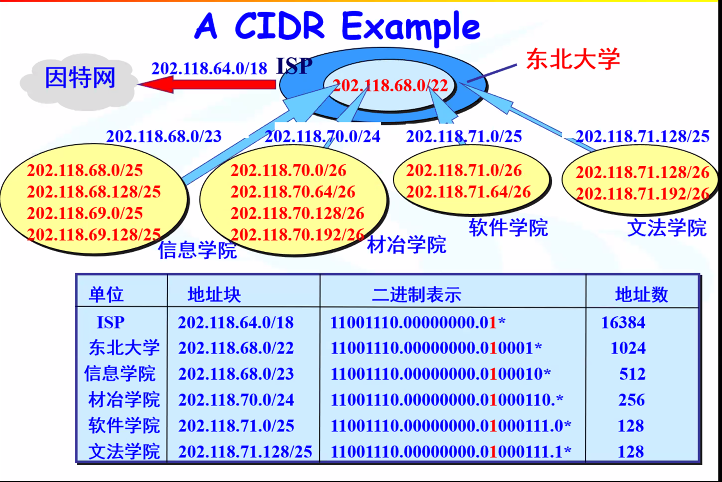 A CIDR Example
因特网
202.118.64.0/18
ISP
202.118.68.0/22
东北大学
202.118.68.0/23
202.118.70.0/24
202.118.71.0/25
202.118.71.128/25
202.118.68.0/25
202.118.68.128/25
202.118.69.0/25
202.118.69.128/25
信息学院
202.118.70.0/26
202.118.70.64/26
202.118.70.128/26
202.118.70.192/26
材冶学院
202.118.71.0/26
202.118.71.64/26
软件学院
202.118.71.128/26
202.118.71.192/26
文法学院
单位 地址块 二进制表示 地址数
ISP 202.118.64.0/18 11001110.00000000.01* 16384
东北大学 202.118.68.0/22 11001110.00000000.010001* 1024
信息学院 202.118.68.0/23 11001110.00000000.0100010* 512
材冶学院 202.118.70.0/24 11001110.00000000.01000110.* 256
软件学院 202.118.71.0/25 11001110.00000000.01000111.0* 128
文法学院 202.118.71.128/25 11001110.00000000.01000111.1* 128